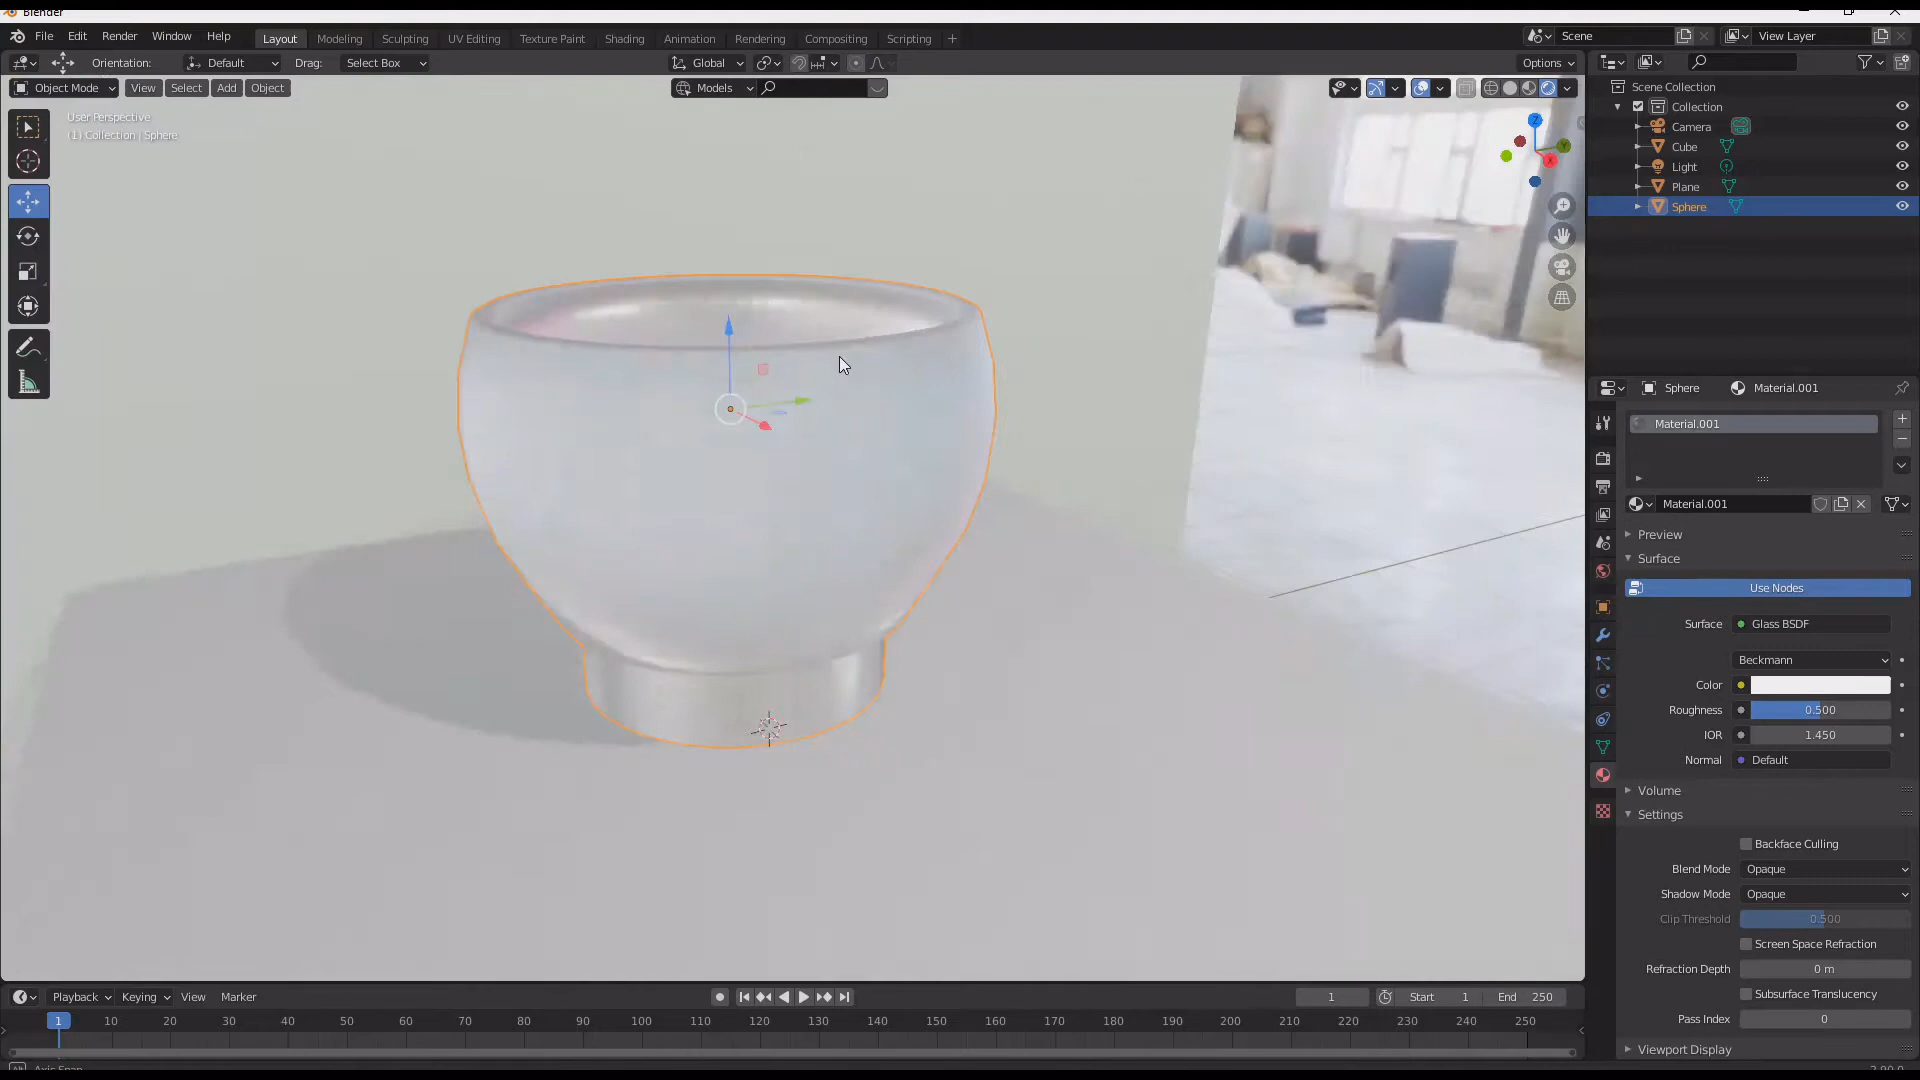 Blender
File Edit Render Window Help Layout Modeling Sculpting UV Editing Texture Paint Shading Animation Rendering Compositing Scripting + Scene View Layer
Orientation: Default Drag: Select Box Global Options
Object Mode View Select Add Object Models
User Perspective
(1) Collection | Sphere
Z
Y
X
Scene Collection
Collection
Camera
Cube
Light
Plane
Sphere
Sphere Material.001
Material.001
Material.001
Preview
Surface
Use Nodes
Surface Glass BSDF
Beckmann
Color
Roughness 0.500
IOR 1.450
Normal Default
Volume
Settings
Backface Culling
Blend Mode Opaque
Shadow Mode Opaque
Clip Threshold 0.500
Screen Space Refraction
Refraction Depth 0 m
Subsurface Translucency
Pass Index 0
Viewport Display
Playback Keying View Marker 1 Start 1 End 250
1 10 20 30 40 50 60 70 80 90 100 110 120 130 140 150 160 170 180 190 200 210 220 230 240 250
Axis Snap
2.90.0